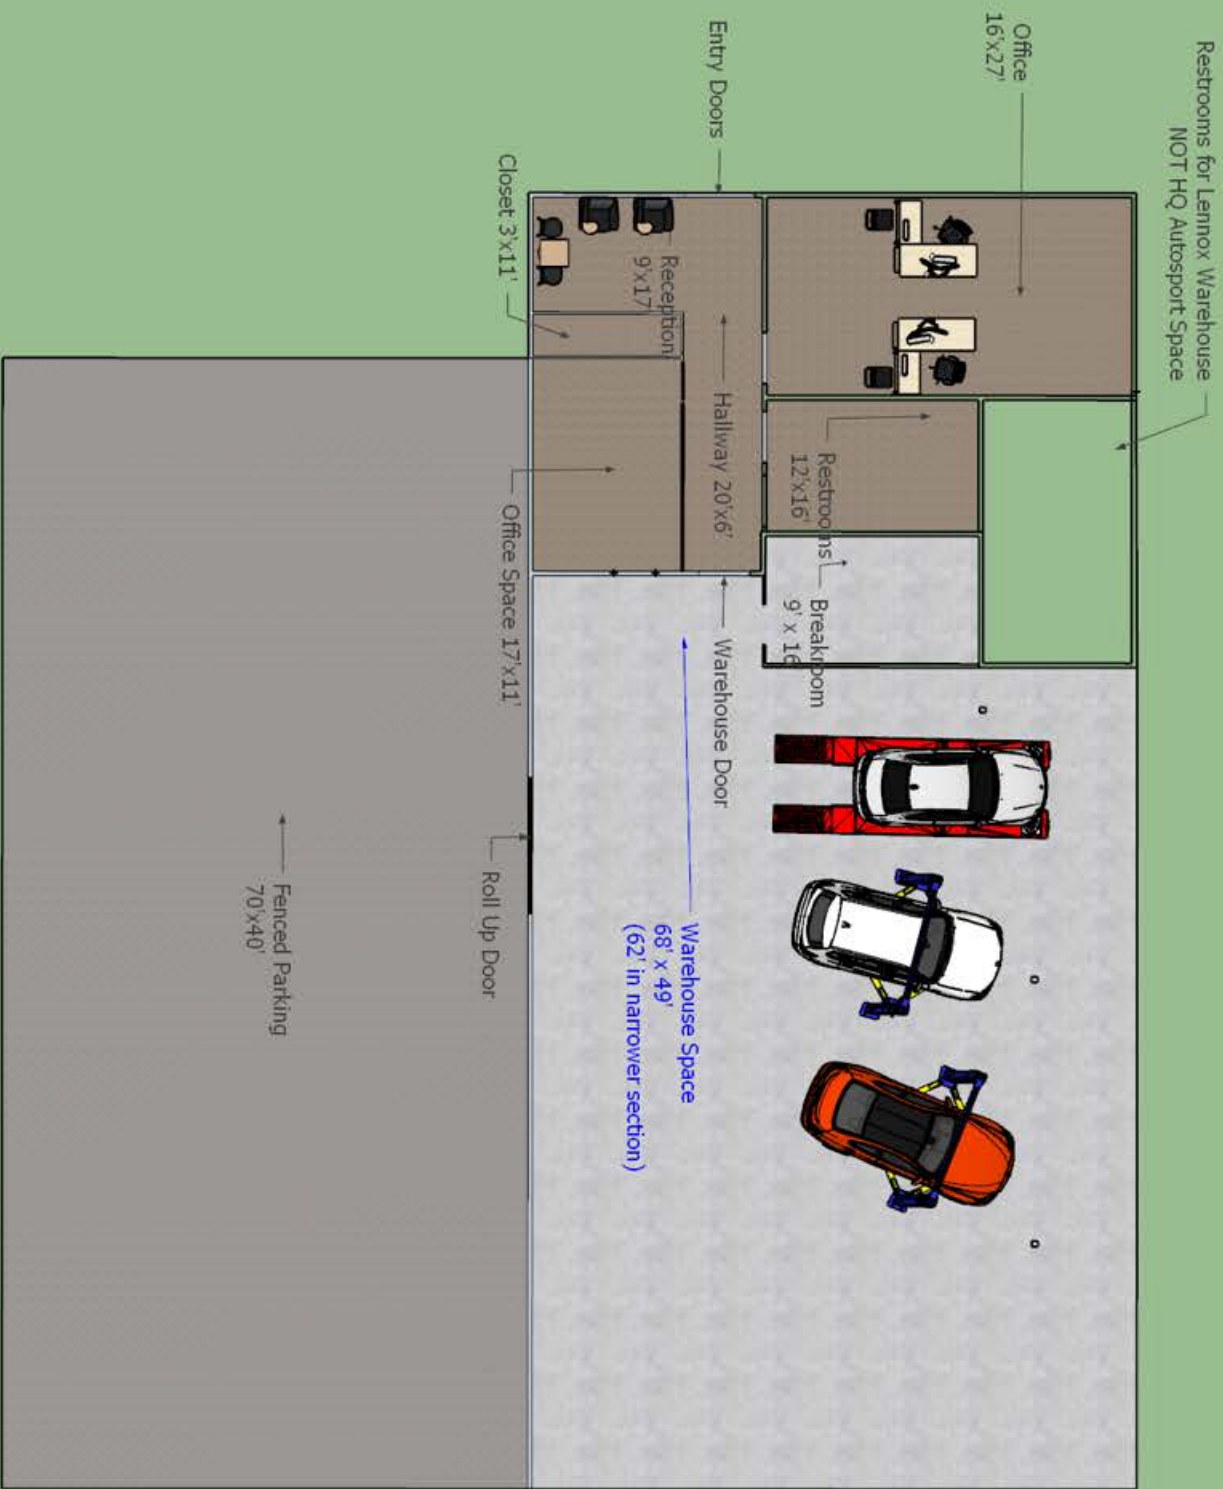 Restrooms for Lennox Warehouse
NOT HQ Autosport Space
Office
16'x27'
Entry Doors
Closet 3'x11'
Reception
9'x17'
Hallway 20'x6'
Restrooms
12'x16'
Breakroom
9' x 16'
Office Space 17'x11'
Warehouse Door
Warehouse Space
68' x 49'
(62' in narrower section)
Roll Up Door
Fenced Parking
70'x40'